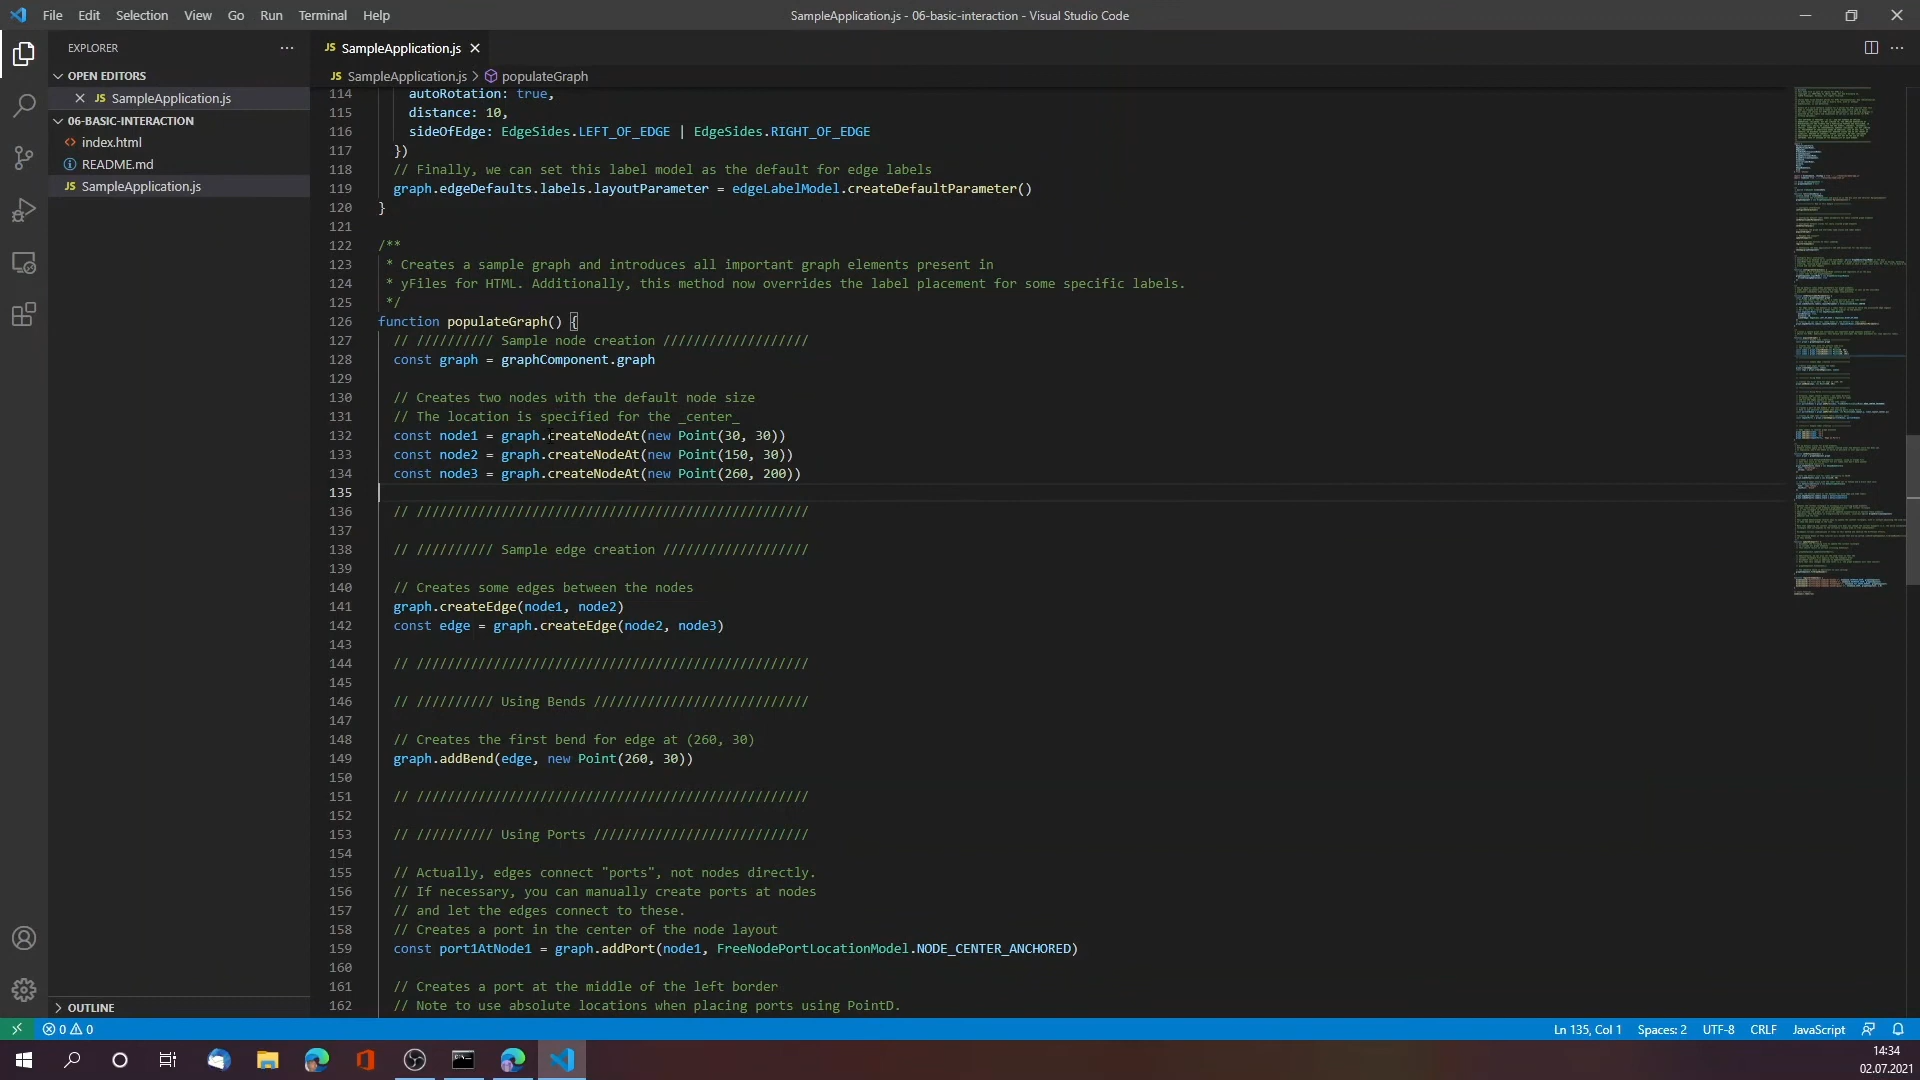 File Edit Selection View Go Run Terminal Help
SampleApplication.js - 06-basic-interaction - Visual Studio Code
EXPLORER
OPEN EDITORS
JS SampleApplication.js
06-BASIC-INTERACTION
index.html
README.md
JS SampleApplication.js
OUTLINE
JS SampleApplication.js
JS SampleApplication.js > populateGraph
114 autoRotation: true,
115 distance: 10,
116 sideOfEdge: EdgeSides.LEFT_OF_EDGE | EdgeSides.RIGHT_OF_EDGE
117 })
118 // Finally, we can set this label model as the default for edge labels
119 graph.edgeDefaults.labels.layoutParameter = edgeLabelModel.createDefaultParameter()
120 }
121
122 /**
123 * Creates a sample graph and introduces all important graph elements present in
124 * yFiles for HTML. Additionally, this method now overrides the label placement for some specific labels.
125 */
126 function populateGraph() {
127 // ////////// Sample node creation ///////////////////
128 const graph = graphComponent.graph
129
130 // Creates two nodes with the default node size
131 // The location is specified for the _center_
132 const node1 = graph.createNodeAt(new Point(30, 30))
133 const node2 = graph.createNodeAt(new Point(150, 30))
134 const node3 = graph.createNodeAt(new Point(260, 200))
135
136 // ///////////////////////////////////////////////////
137
138 // ////////// Sample edge creation ///////////////////
139
140 // Creates some edges between the nodes
141 graph.createEdge(node1, node2)
142 const edge = graph.createEdge(node2, node3)
143
144 // ///////////////////////////////////////////////////
145
146 // ////////// Using Bends ////////////////////////////
147
148 // Creates the first bend for edge at (260, 30)
149 graph.addBend(edge, new Point(260, 30))
150
151 // ///////////////////////////////////////////////////
152
153 // ////////// Using Ports ////////////////////////////
154
155 // Actually, edges connect "ports", not nodes directly.
156 // If necessary, you can manually create ports at nodes
157 // and let the edges connect to these.
158 // Creates a port in the center of the node layout
159 const port1AtNode1 = graph.addPort(node1, FreeNodePortLocationModel.NODE_CENTER_ANCHORED)
160
161 // Creates a port at the middle of the left border
162 // Note to use absolute locations when placing ports using PointD.
0 0
Ln 135, Col 1 Spaces: 2 UTF-8 CRLF JavaScript
14:34
02.07.2021